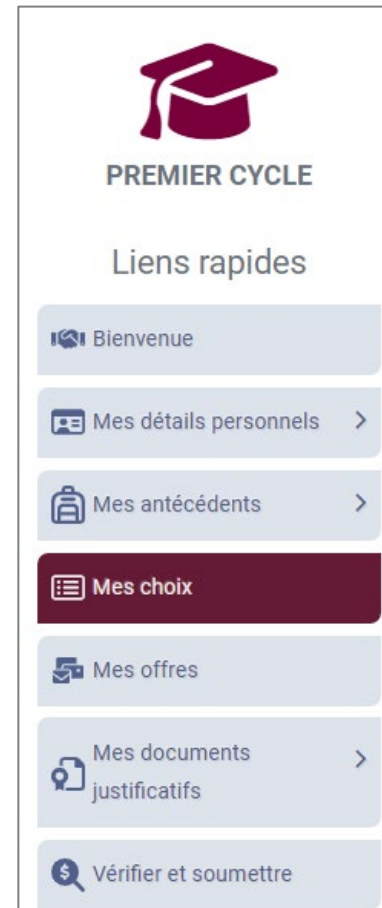 PREMIER CYCLE
Liens rapides
Bienvenue
Mes détails personnels
Mes antécédents
Mes choix
Mes offres
Mes documents
justificatifs
Vérifier et soumettre